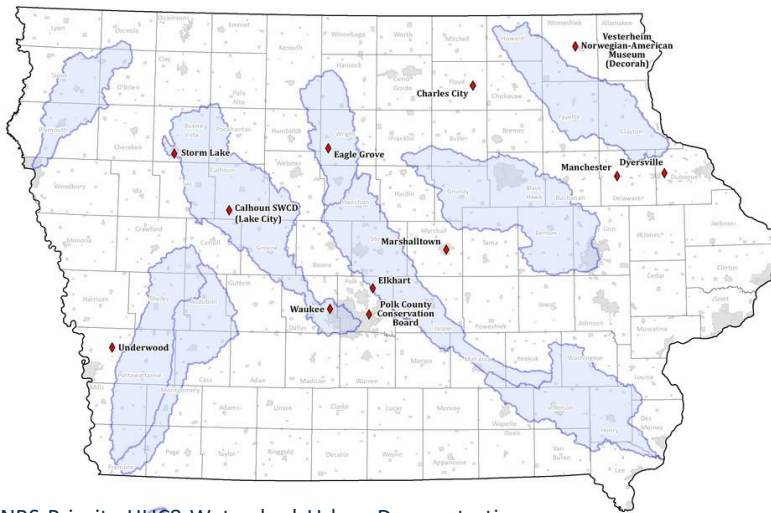 Lyon
Osceola
Dickinson
Emmet
Winnebago
Worth
Mitchell
Howard
Winneshiek
Allamakee
Vesterheim
Norwegian-American
Museum
(Decorah)
Sioux
O'Brien
Clay
Palo
Alto
Kossuth
Hancock
Cerro
Gordo
Floyd
Charles City
Chickasaw
Plymouth
Cherokee
Buena
Vista
Pocahontas
Humboldt
Wright
Franklin
Butler
Bremer
Fayette
Clayton
Storm Lake
Eagle Grove
Manchester
Dyersville
Woodbury
Ida
Sac
Calhoun
Webster
Hamilton
Hardin
Grundy
Black
Hawk
Buchanan
Delaware
Dubuque
Calhoun SWCD
(Lake City)
Monona
Crawford
Carroll
Greene
Boone
Marshall
Marshalltown
Tama
Benton
Linn
Jones
Jackson
Clinton
Cedar
Scott
Harrison
Shelby
Audubon
Guthrie
Dallas
Polk
Elkhart
Waukee
Polk County
Conservation
Board
Jasper
Poweshiek
Iowa
Johnson
Muscatine
Underwood
Pottawattamie
Cass
Adair
Madison
Warren
Marion
Mahaska
Keokuk
Washington
Louisa
Mills
Montgomery
Adams
Union
Clarke
Lucas
Monroe
Wapello
Jefferson
Henry
Des
Moines
Fremont
Page
Taylor
Ringgold
Decatur
Wayne
Appanoose
Davis
Van
Buren
Lee